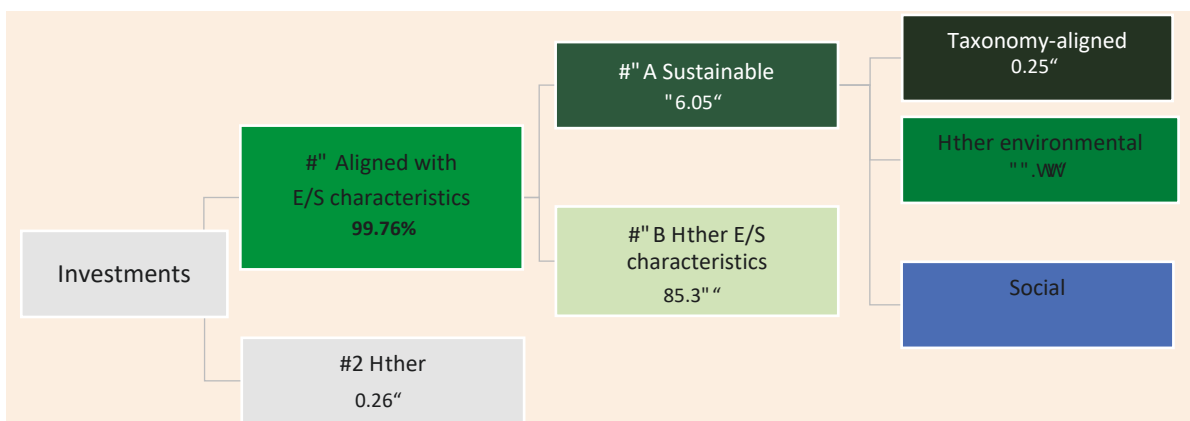 Investments
#" Aligned with
E/S characteristics
99.76%
#2 Hther
0.26“
#" A Sustainable
"6.05“
#" B Hther E/S
characteristics
85.3"“
Taxonomy-aligned
0.25“
Hther environmental
Social